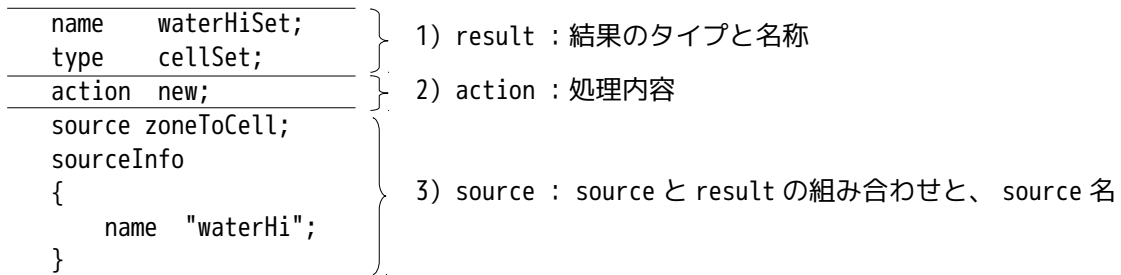 name waterHiSet;
type cellSet;
1) result :結果のタイプと名称
action new;
2) action :処理内容
source zoneToCell;
sourceInfo
{
name "waterHi";
}
3) source : source と result の組み合わせと、 source 名